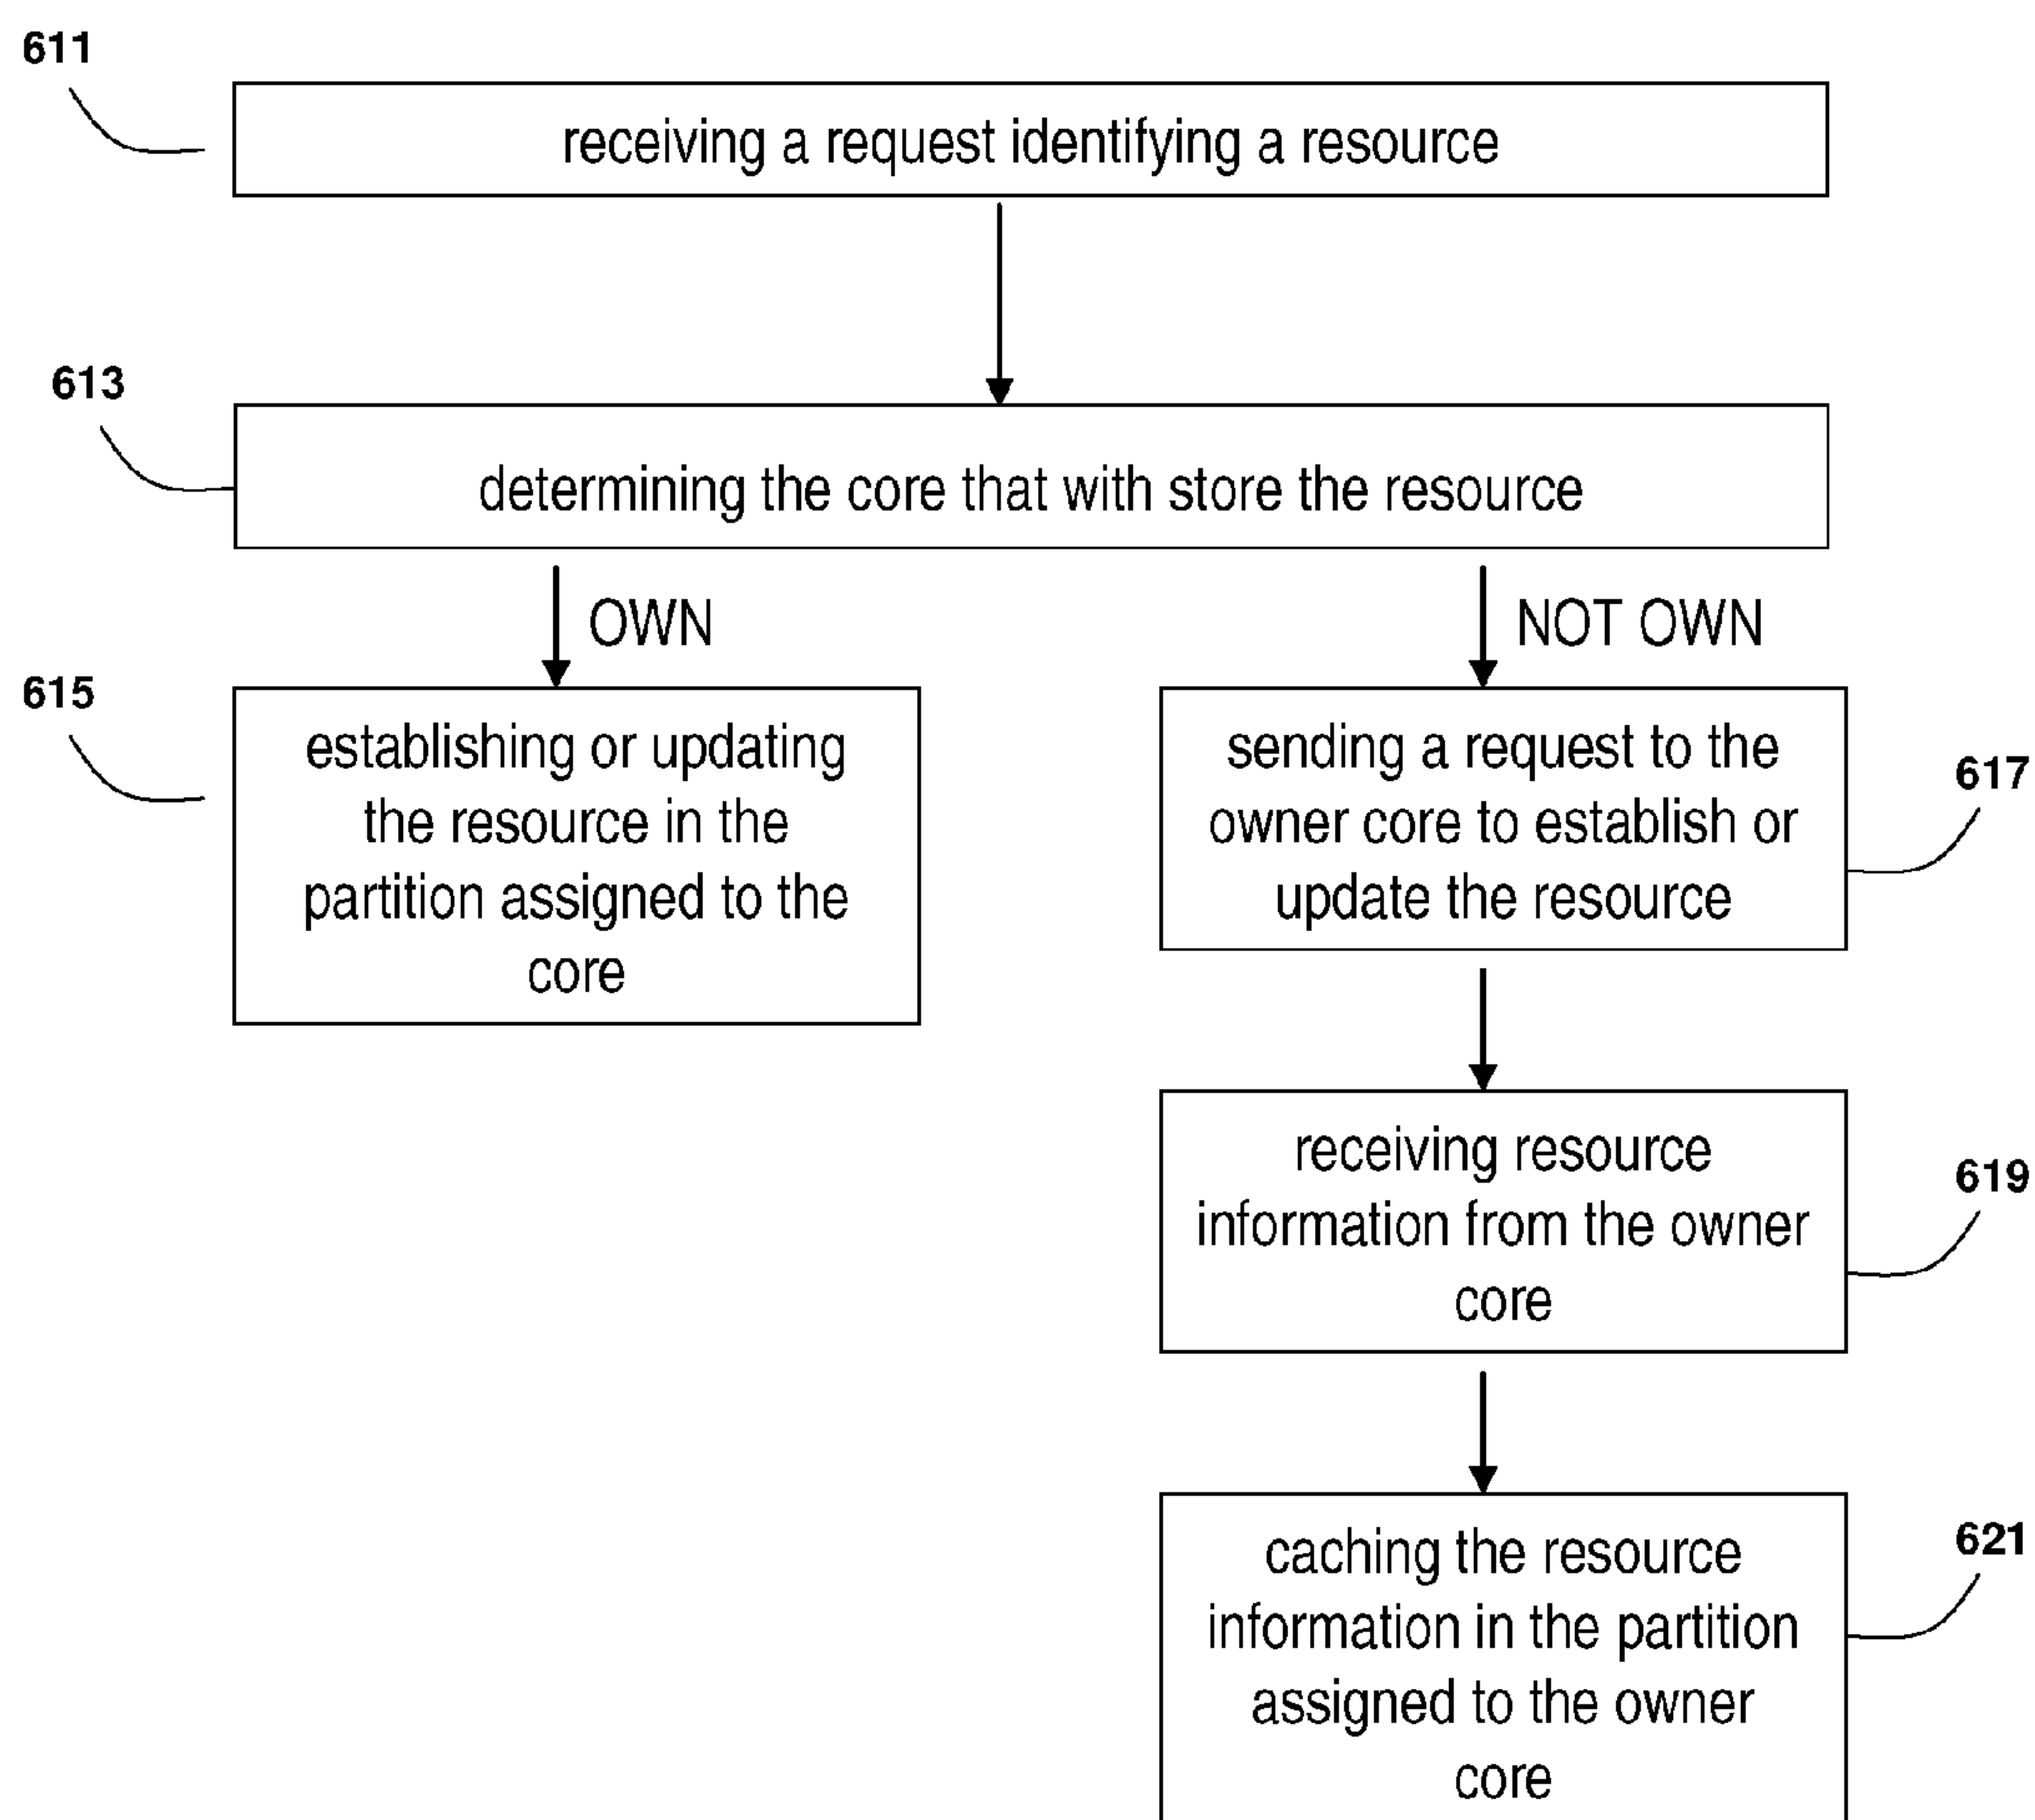 611
receiving a request identifying a resource
613
determining the core that with store the resource
OWN
NOT OWN
615
establishing or updating
the resource in the
partition assigned to the
core
sending a request to the
owner core to establish or
update the resource
617
receiving resource
information from the owner
core
619
caching the resource
information in the partition
assigned to the owner
core
621